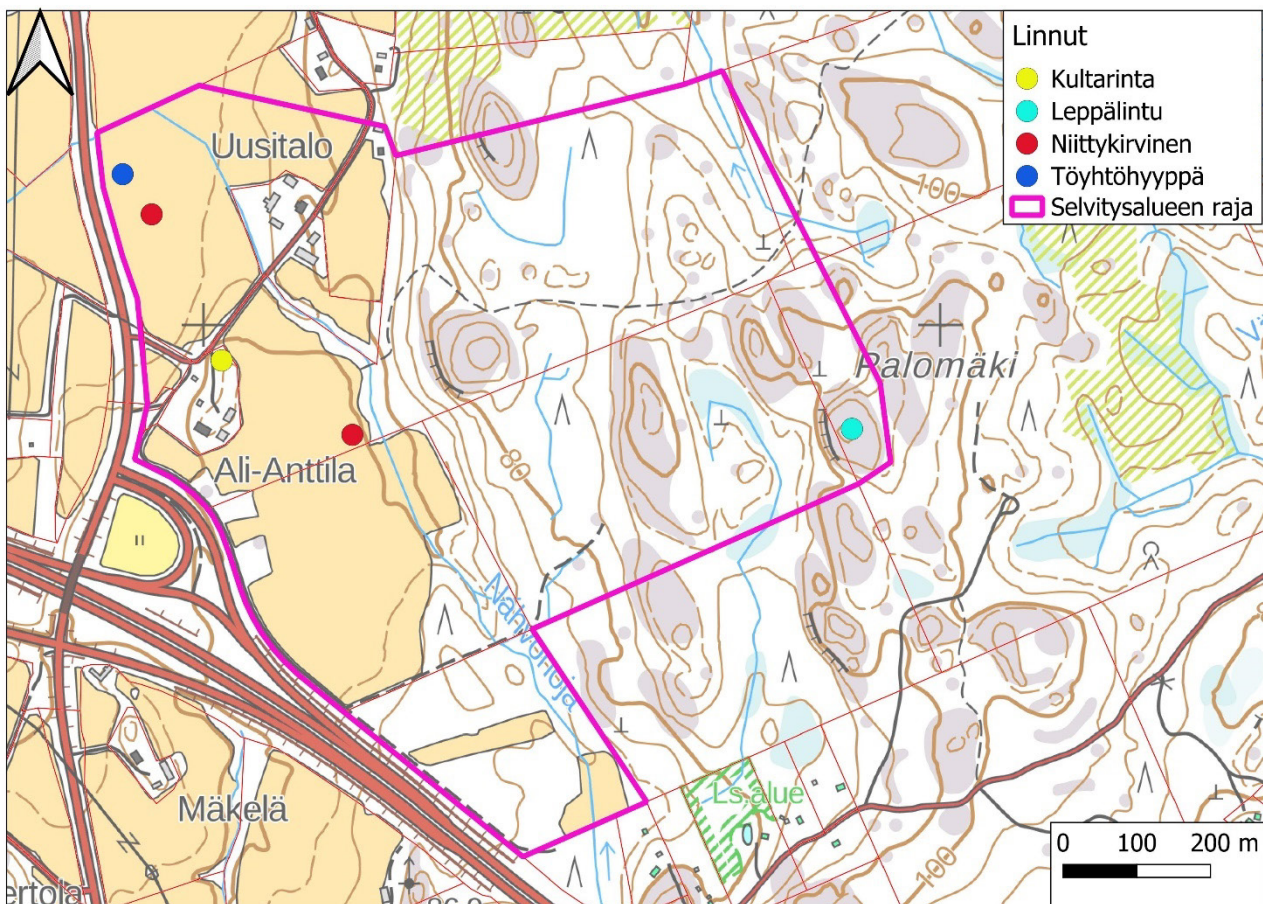 Linnut
Kultarinta
Leppälintu
Niittykirvinen
Töyhtöhyyppä
Selvitysalueen raja
Uusitalo
100
Palomäki
Ali-Anttila
80
Mäkelä
Ls.alue
100
0 100 200 m